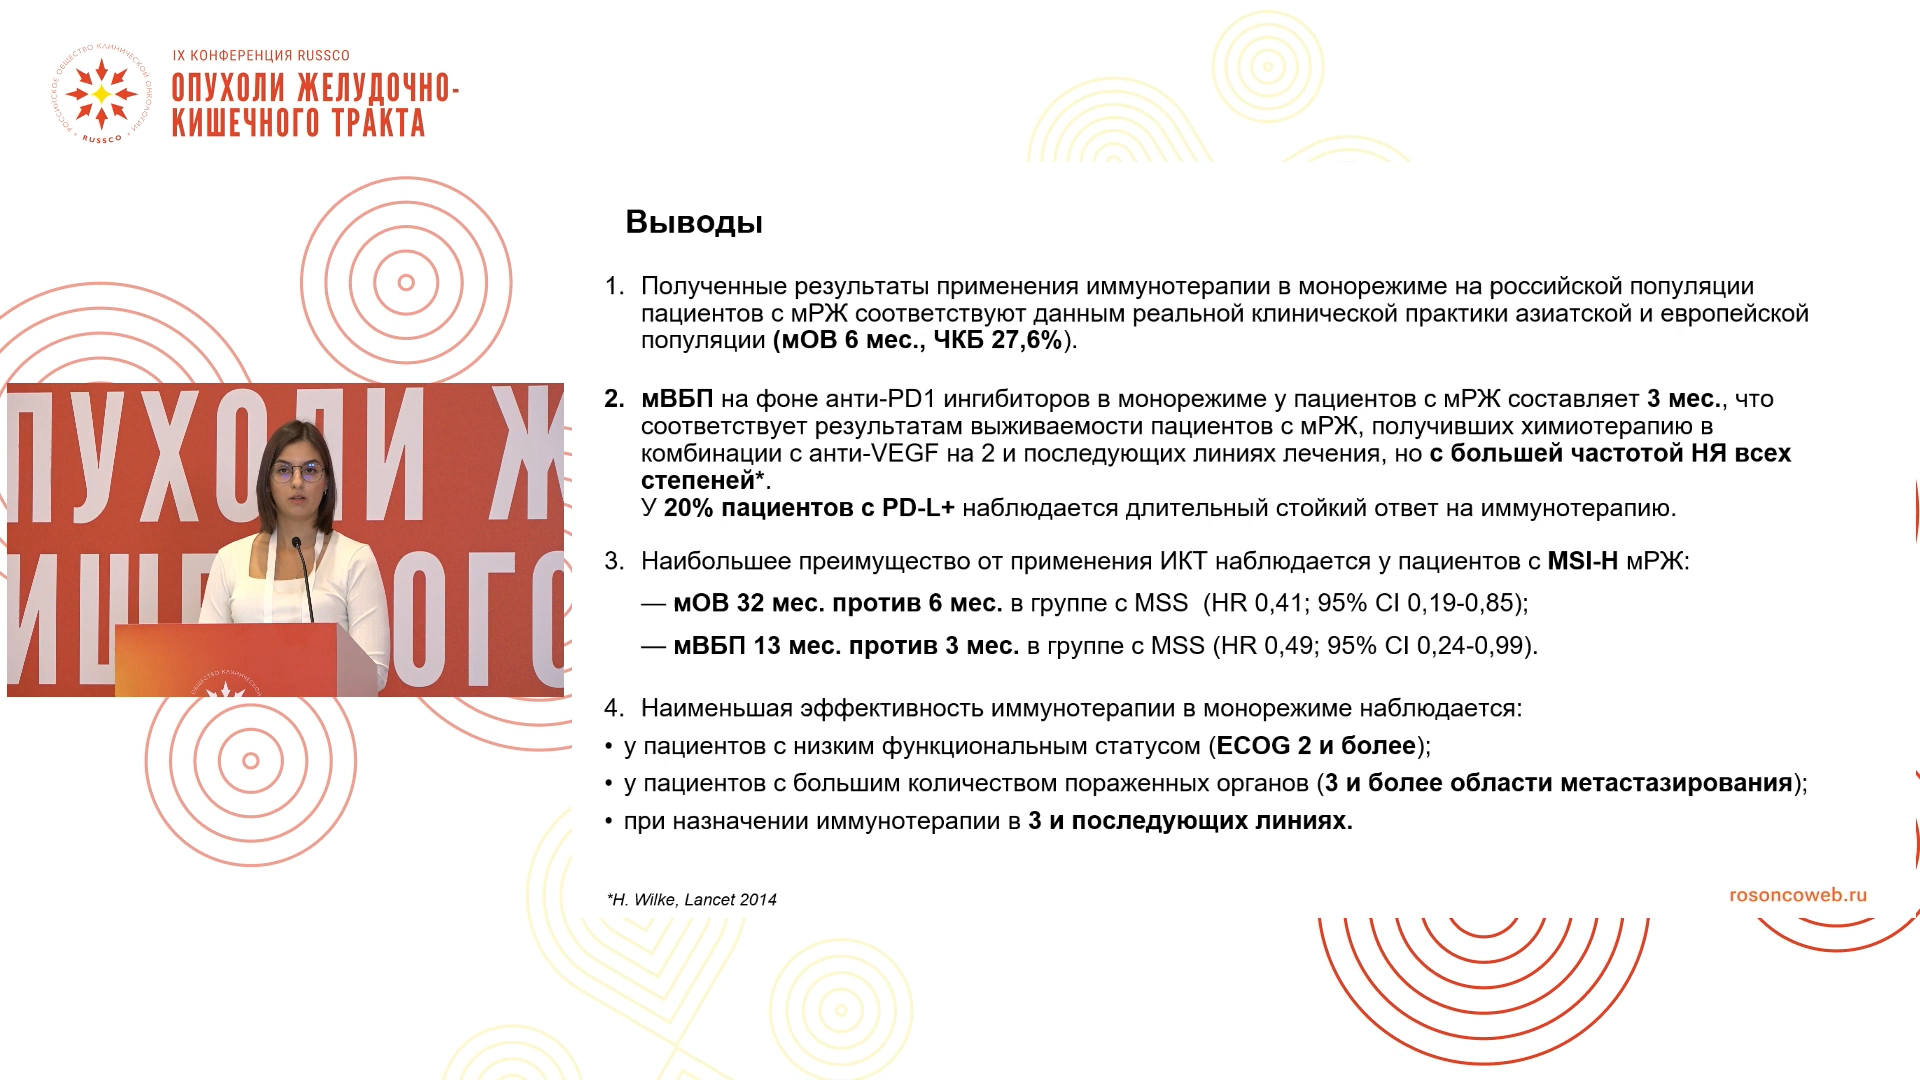 IX КОНФЕРЕНЦИЯ RUSSCO
ОПУХОЛИ ЖЕЛУДОЧНО-
КИШЕЧНОГО ТРАКТА
РОССИЙСКОЕ ОБЩЕСТВО КЛИНИЧЕСКОЙ ОНКОЛОГИИ
RUSSCO
Выводы
1. Полученные результаты применения иммунотерапии в монорежиме на российской популяции
пациентов с мРЖ соответствуют данным реальной клинической практики азиатской и европейской
популяции (мОВ 6 мес., ЧКБ 27,6%).
2. мВБП на фоне анти-PD1 ингибиторов в монорежиме у пациентов с мРЖ составляет 3 мес., что
соответствует результатам выживаемости пациентов с мРЖ, получивших химиотерапию в
комбинации с анти-VEGF на 2 и последующих линиях лечения, но с большей частотой НЯ всех
степеней*.
У 20% пациентов с PD-L+ наблюдается длительный стойкий ответ на иммунотерапию.
3. Наибольшее преимущество от применения ИКТ наблюдается у пациентов с MSI-H мРЖ:
— мОВ 32 мес. против 6 мес. в группе с MSS (HR 0,41; 95% CI 0,19-0,85);
— мВБП 13 мес. против 3 мес. в группе с MSS (HR 0,49; 95% CI 0,24-0,99).
4. Наименьшая эффективность иммунотерапии в монорежиме наблюдается:
• у пациентов с низким функциональным статусом (ECOG 2 и более);
• у пациентов с большим количеством пораженных органов (3 и более области метастазирования);
• при назначении иммунотерапии в 3 и последующих линиях.
*H. Wilke, Lancet 2014
rosoncoweb.ru
ПУХОЛИ Ж
ОГО